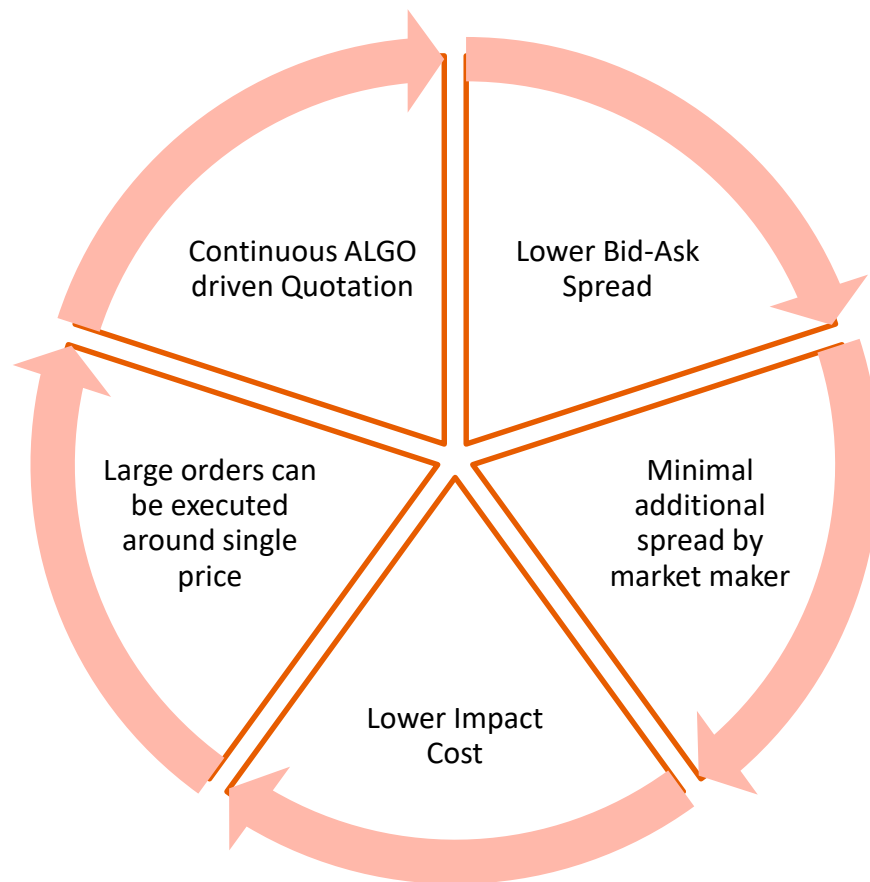 Continuous ALGO
driven Quotation
Lower Bid-Ask
Spread
Minimal
additional
spread by
market maker
Lower Impact
Cost
Large orders can
be executed
around single
price